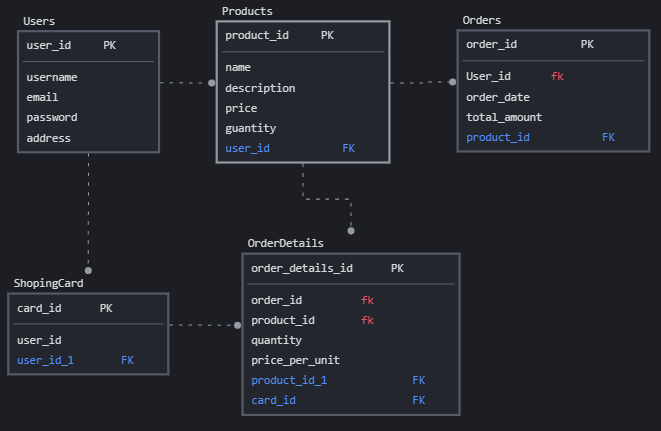 Users
user_id PK
username
email
password
address
Products
product_id PK
name
description
price
guantity
user_id FK
Orders
order_id PK
User_id fk
order_date
total_amount
product_id FK
ShopingCard
card_id PK
user_id
user_id_1 FK
OrderDetails
order_details_id PK
order_id fk
product_id fk
quantity
price_per_unit
product_id_1 FK
card_id FK